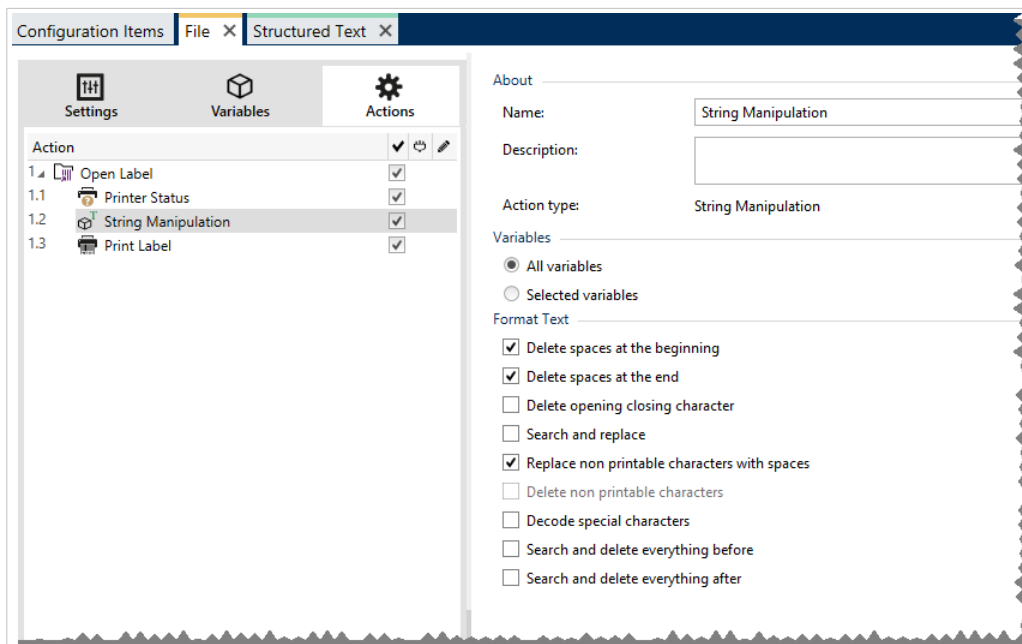 Configuration Items File Structured Text
Settings Variables Actions
Action
1 Open Label
1.1 Printer Status
1.2 String Manipulation
1.3 Print Label
About
Name: String Manipulation
Description:
Action type: String Manipulation
Variables
All variables
Selected variables
Format Text
Delete spaces at the beginning
Delete spaces at the end
Delete opening closing character
Search and replace
Replace non printable characters with spaces
Delete non printable characters
Decode special characters
Search and delete everything before
Search and delete everything after